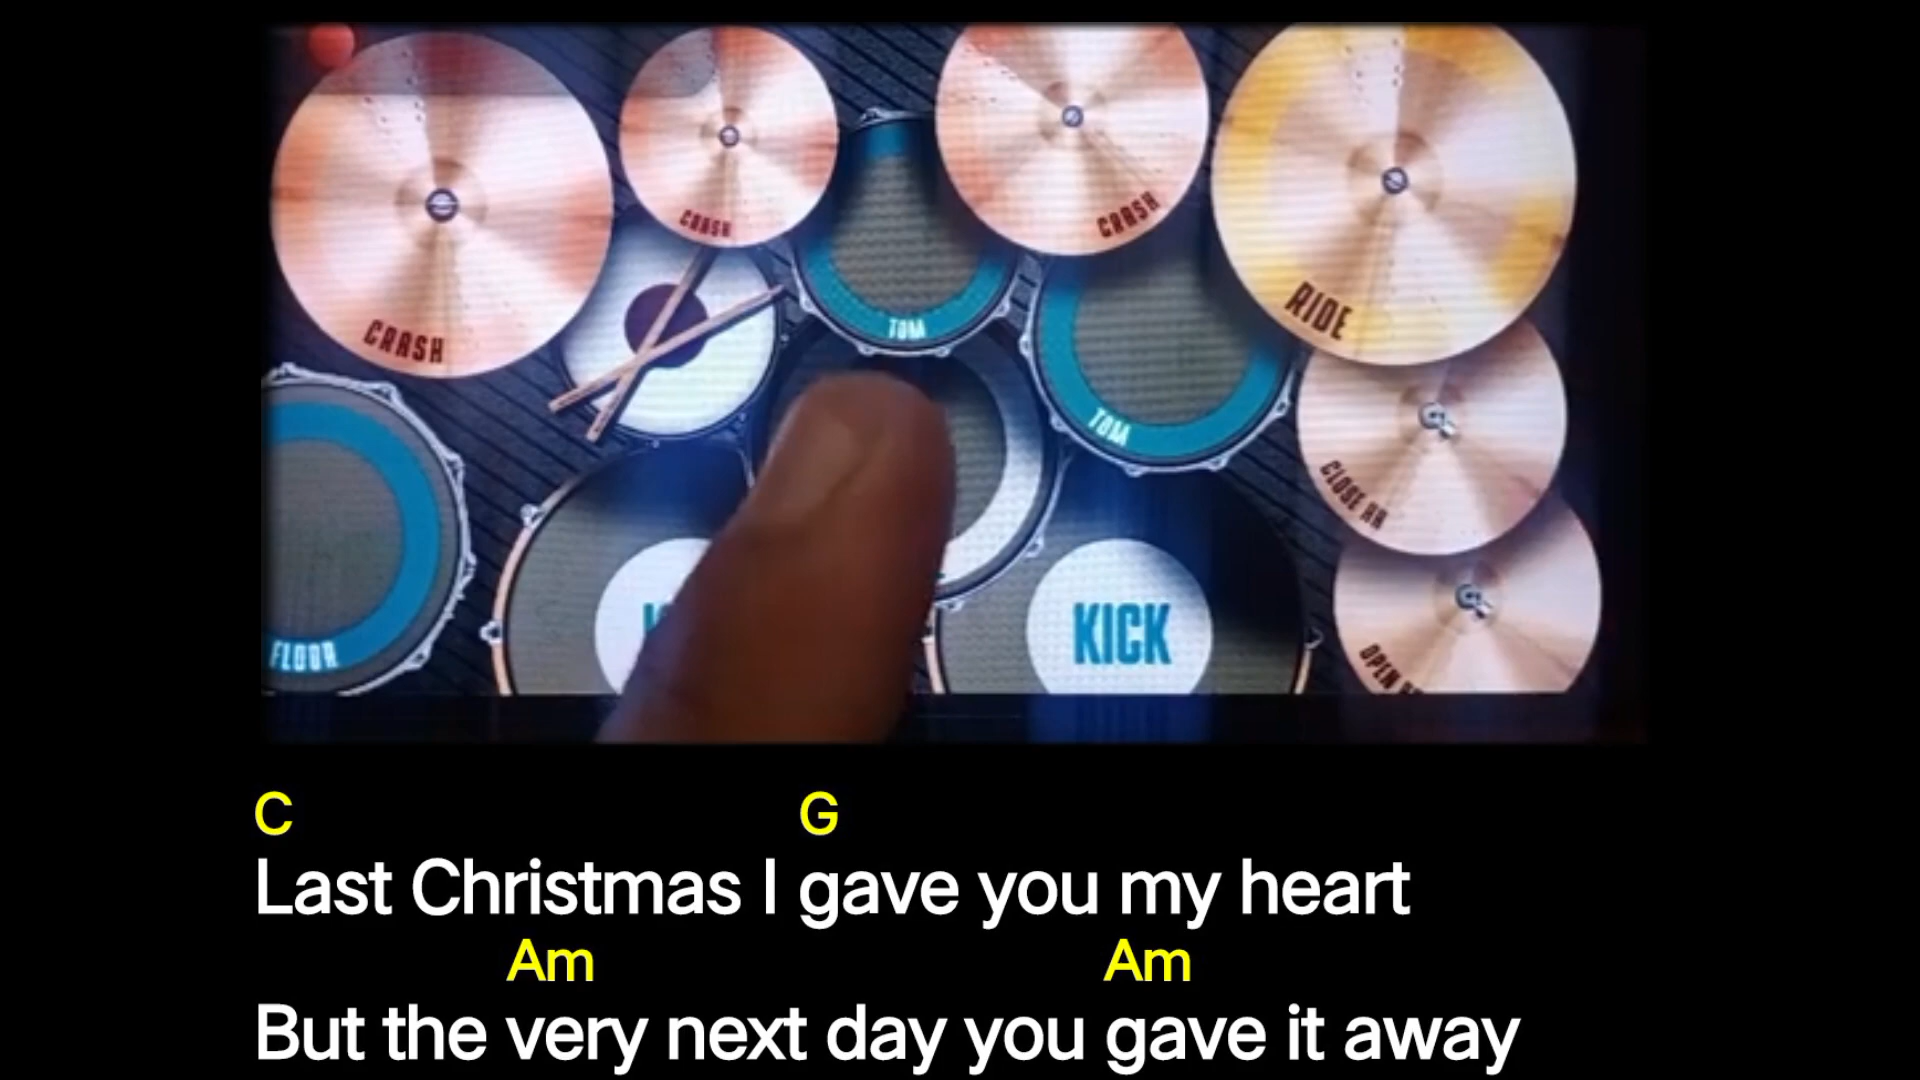 CRASH
CRASH
CRASH
RIDE
TOM
TOM
CLOSE HH
FLOOR
KICK
OPEN
C G
Last Christmas I gave you my heart
Am Am
But the very next day you gave it away